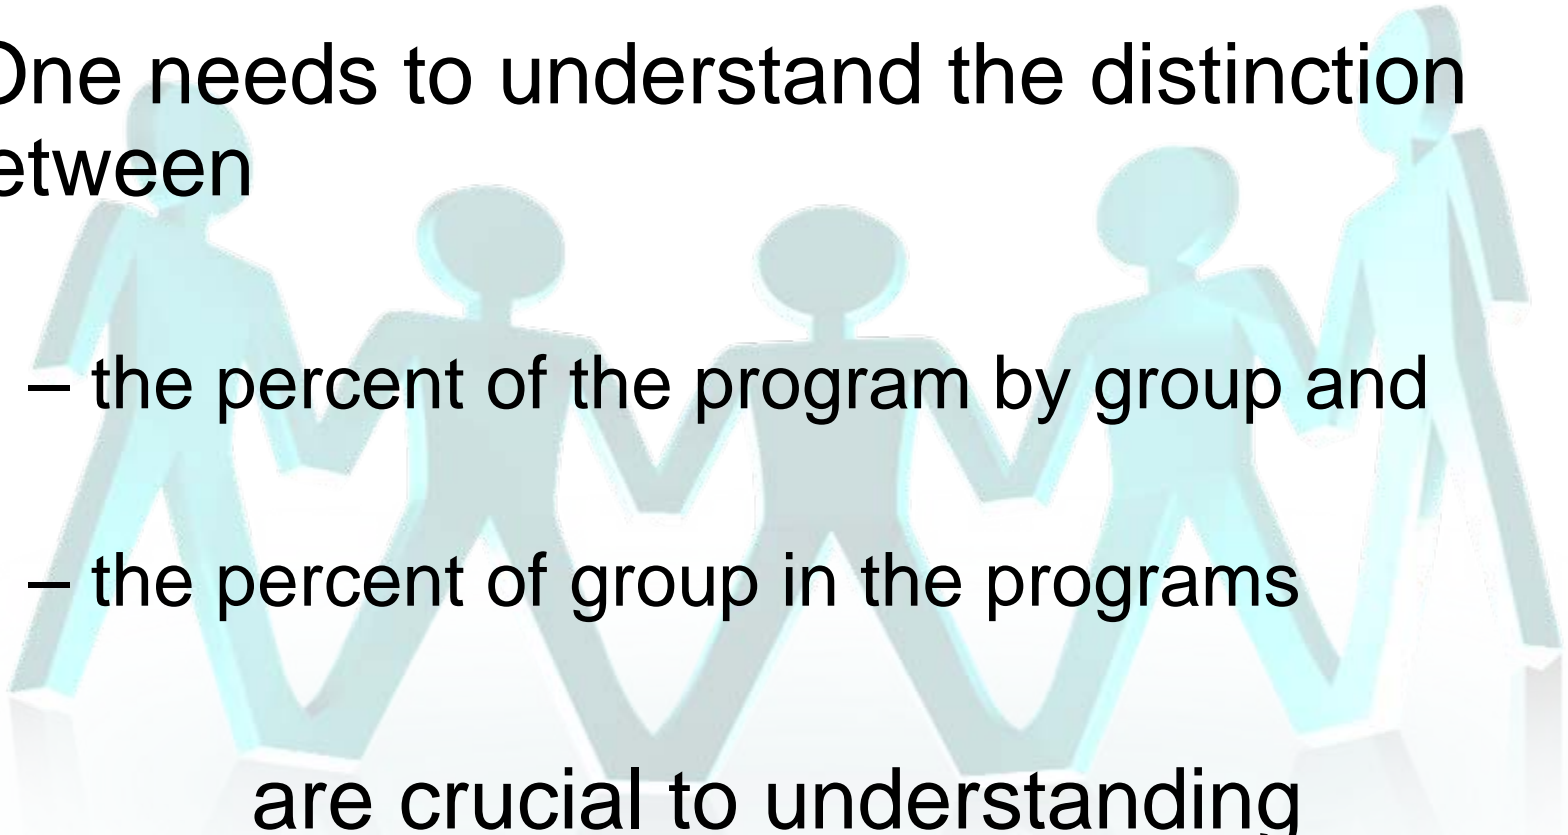 One needs to understand the distinction
etween
– the percent of the program by group and
– the percent of group in the programs
are crucial to understanding